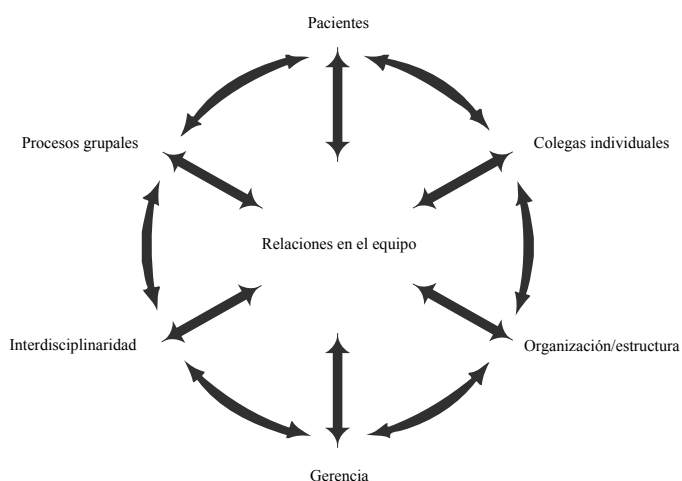 Pacientes
Procesos grupales
Colegas individuales
Relaciones en el equipo
Interdisciplinaridad
Organización/estructura
Gerencia